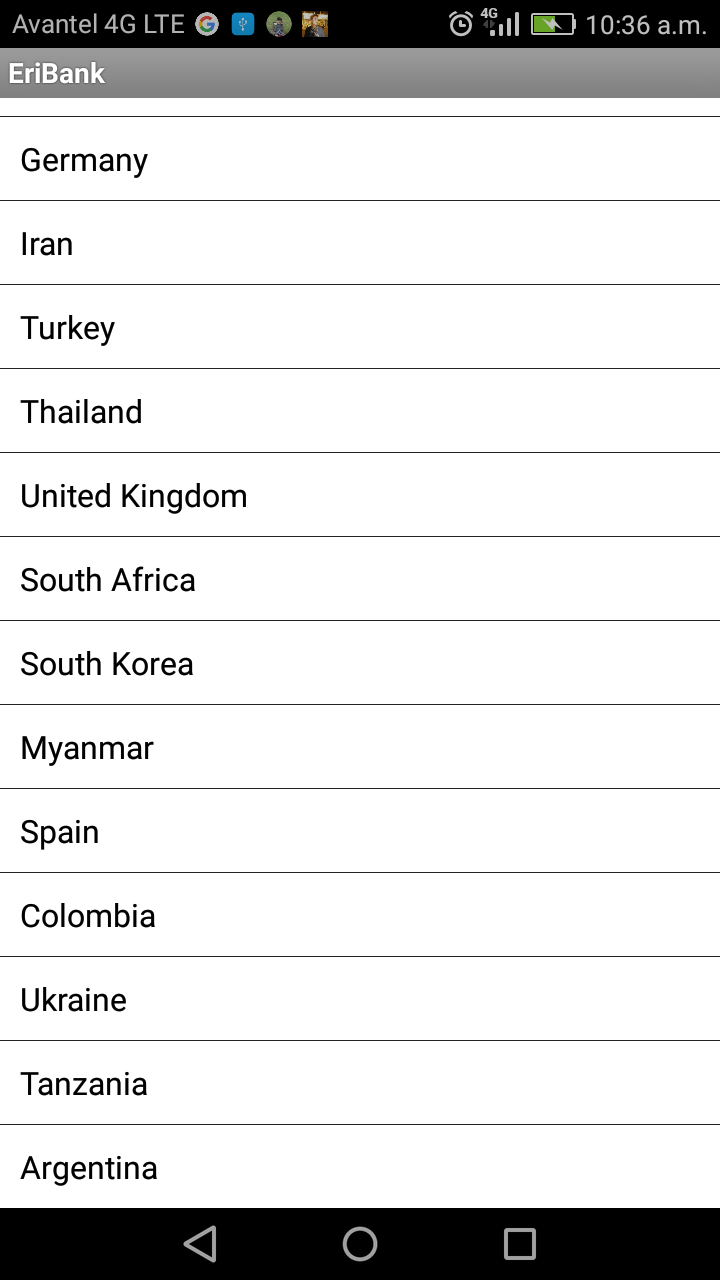 Avantel 4G LTE 4G 10:36 a.m.
EriBank
Germany
Iran
Turkey
Thailand
United Kingdom
South Africa
South Korea
Myanmar
Spain
Colombia
Ukraine
Tanzania
Argentina